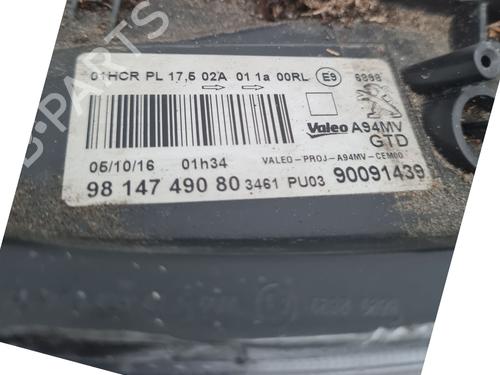 01HCR PL 17,5 02A 01 1a 00RL E9 6998
Valeo A94MV
GTD
05/10/16 01h34 VALEO-PROJ-A94MV-CEM00
98 147 490 80 3461 PU03 90091439
B-PARTS